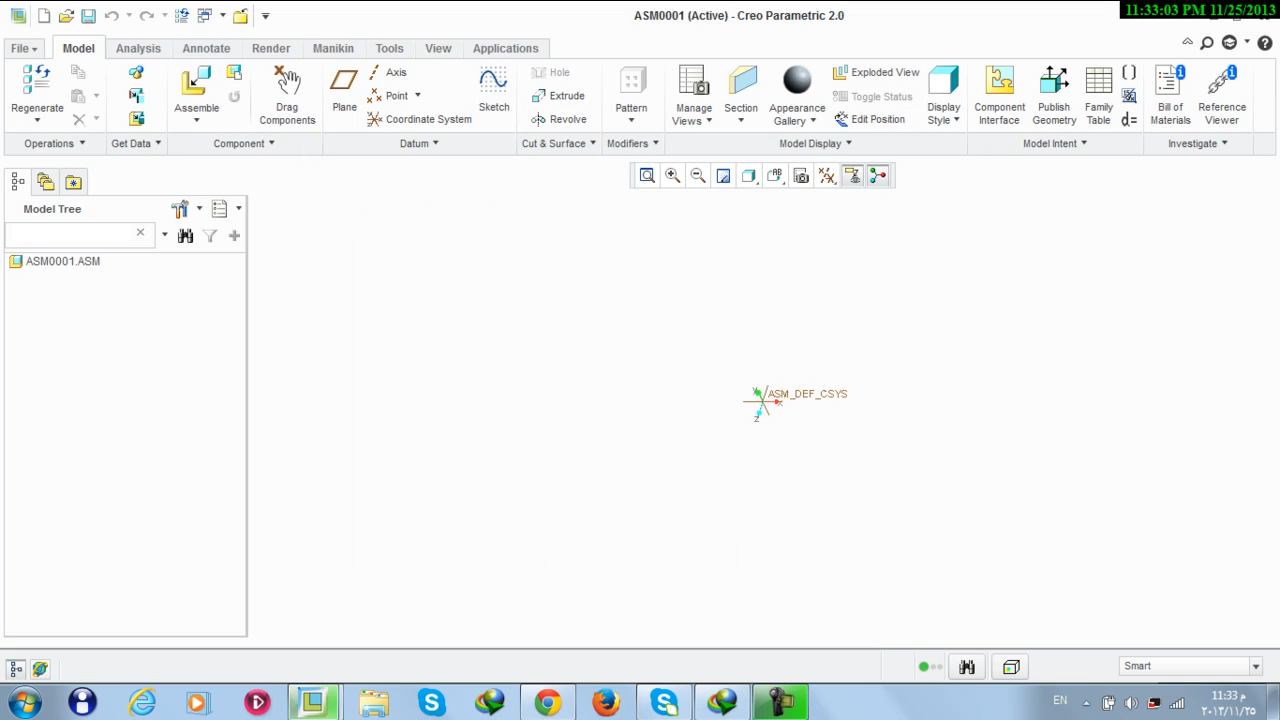 11:33:03 PM 11/25/2013
ASM0001 (Active) - Creo Parametric 2.0
File Model Analysis Annotate Render Manikin Tools View Applications
Regenerate
Assemble
Drag Components
Plane
Axis
Point
Coordinate System
Sketch
Hole
Extrude
Revolve
Pattern
Manage Views
Section
Appearance Gallery
Exploded View
Toggle Status
Edit Position
Display Style
Component Interface
Publish Geometry
Family Table
d=
Bill of Materials
Reference Viewer
Operations Get Data Component Datum Cut & Surface Modifiers Model Display Model Intent Investigate
Model Tree
ASM0001.ASM
ASM_DEF_CSYS
Y
X
Z
Smart
EN
م 11:33
٢٠١٣/١١/٢٥